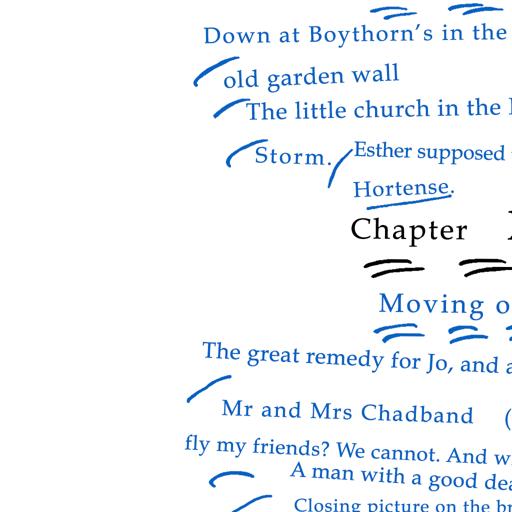 Down at Boythorn's in the
old garden wall
The little church in the
Storm. Esther supposed
Hortense.
Chapter
Moving o
The great remedy for Jo, and a
Mr and Mrs Chadband (
fly my friends? We cannot. And w
A man with a good dea
Closing picture on the br